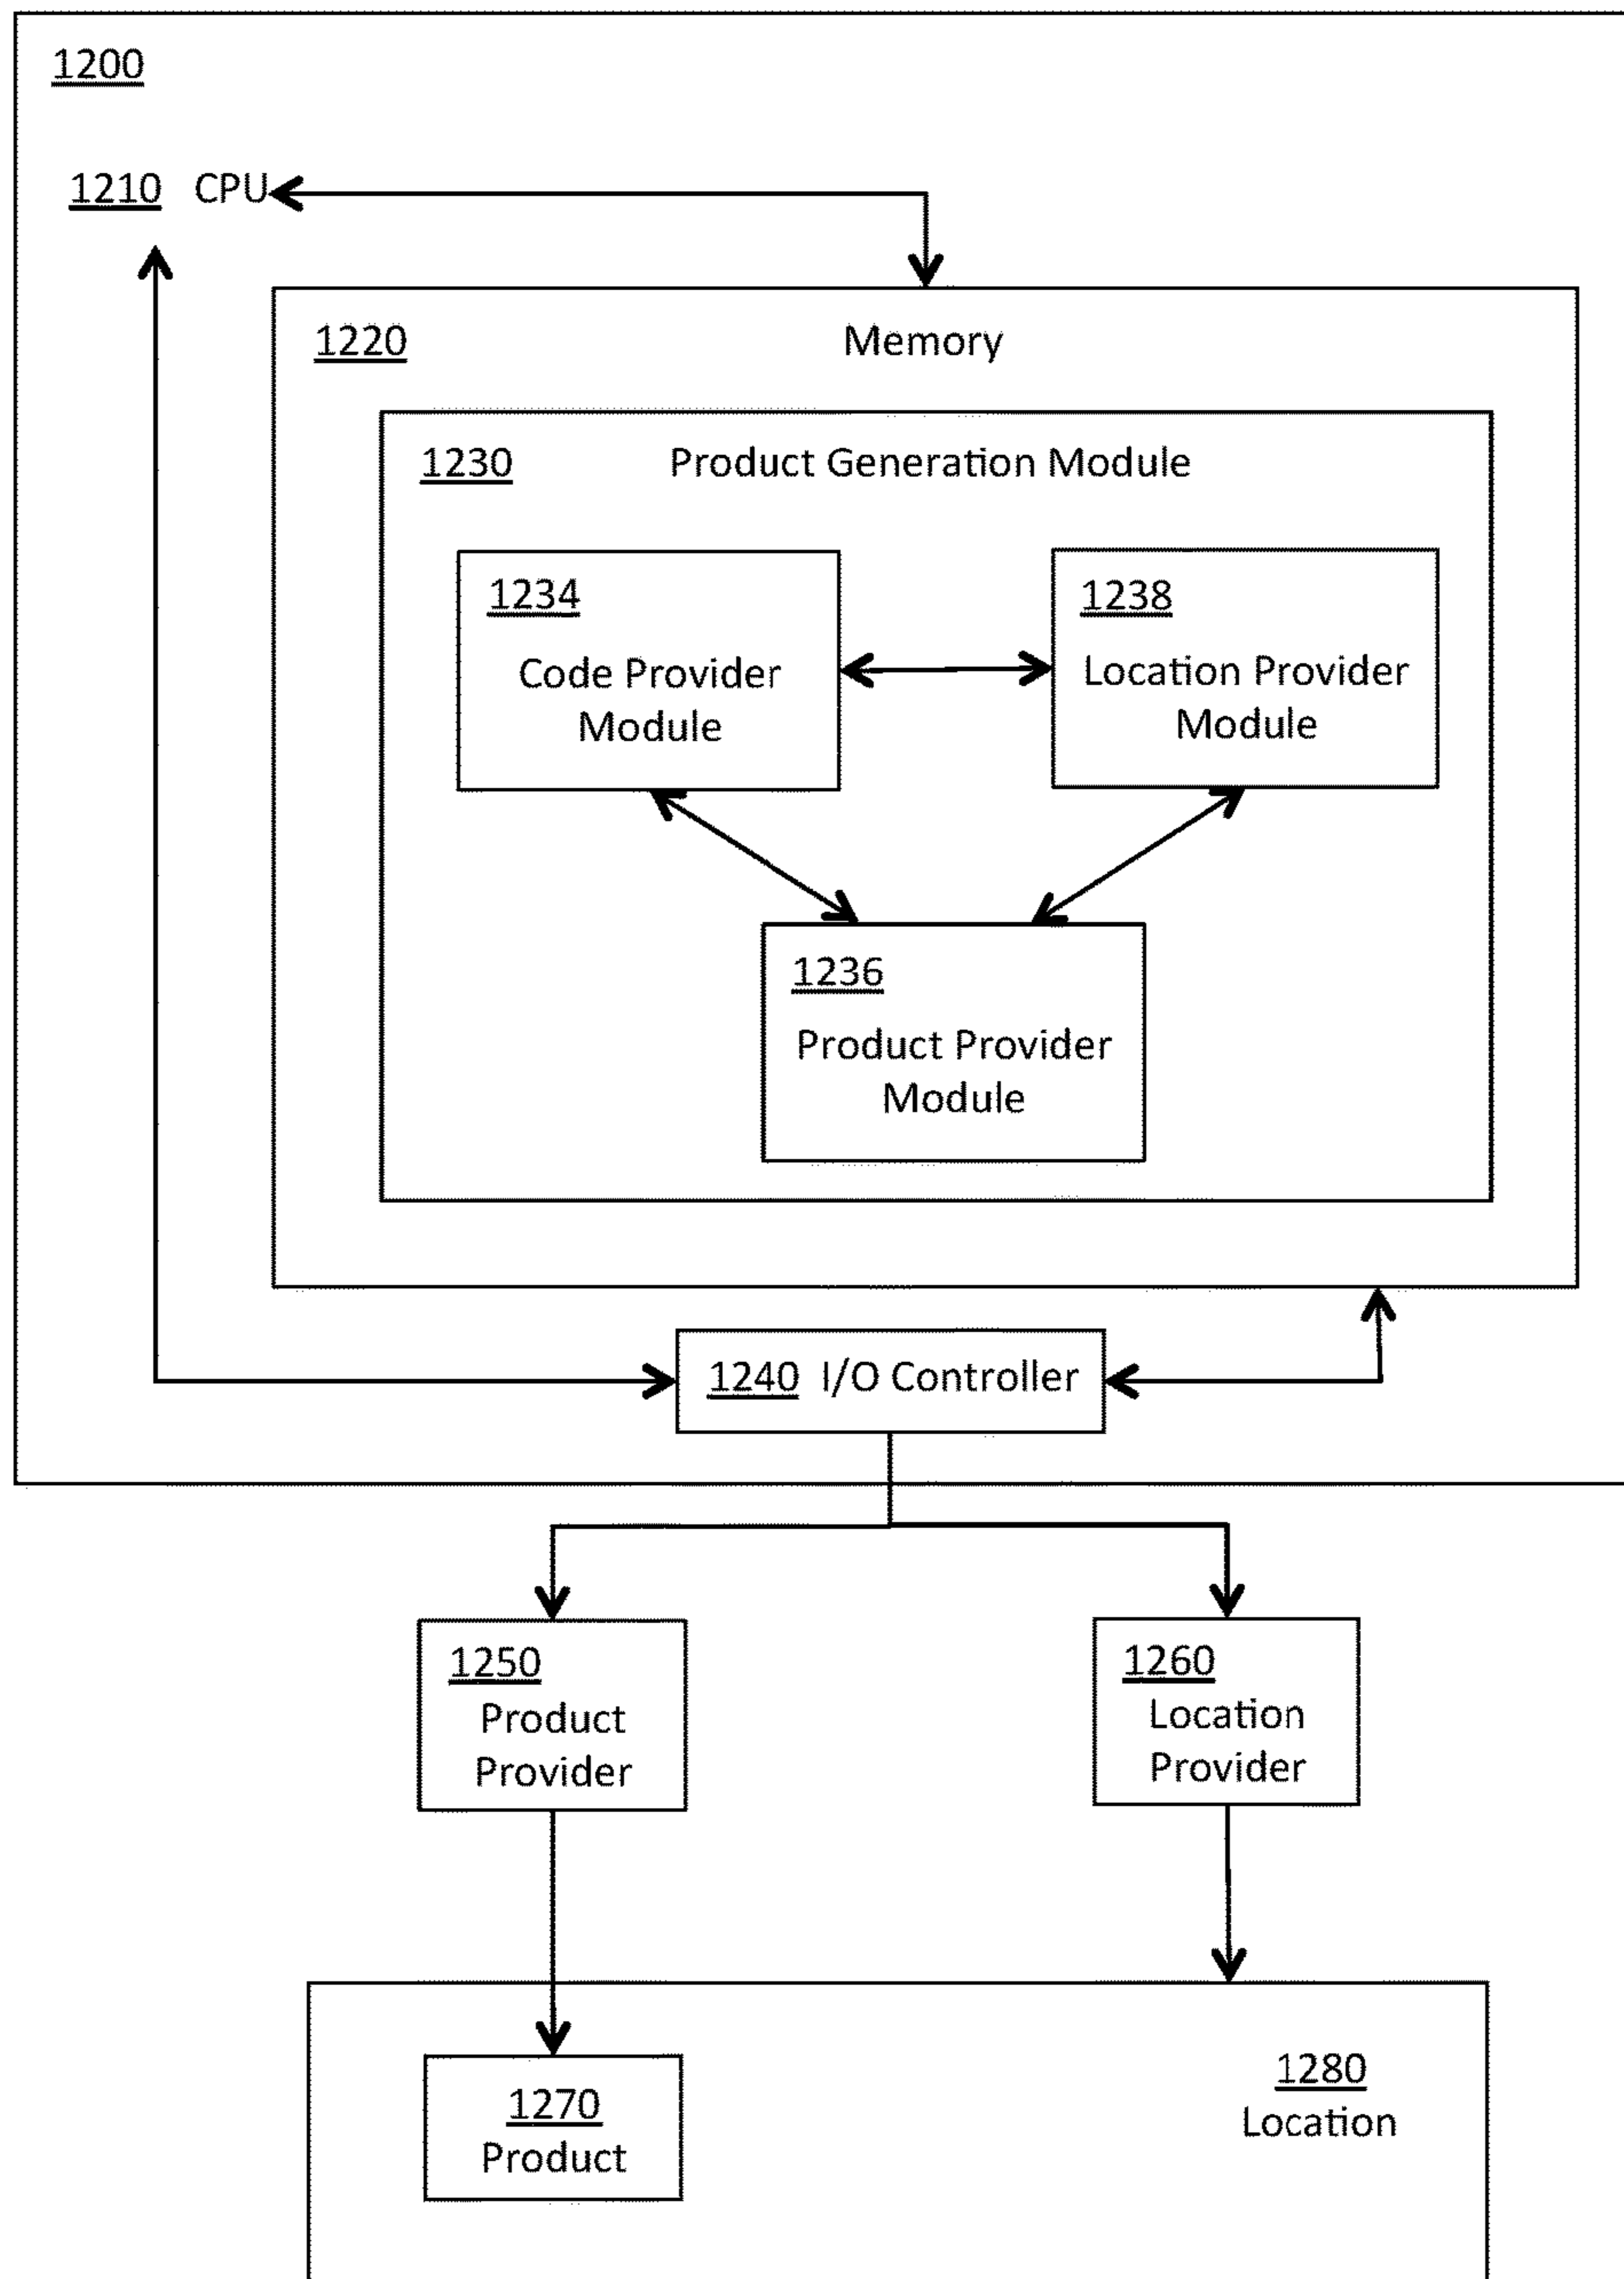 1200
1210 CPU
1220 Memory
1230 Product Generation Module
1234
Code Provider
Module
1238
Location Provider
Module
1236
Product Provider
Module
1240 I/O Controller
1250
Product
Provider
1260
Location
Provider
1270
Product
1280
Location